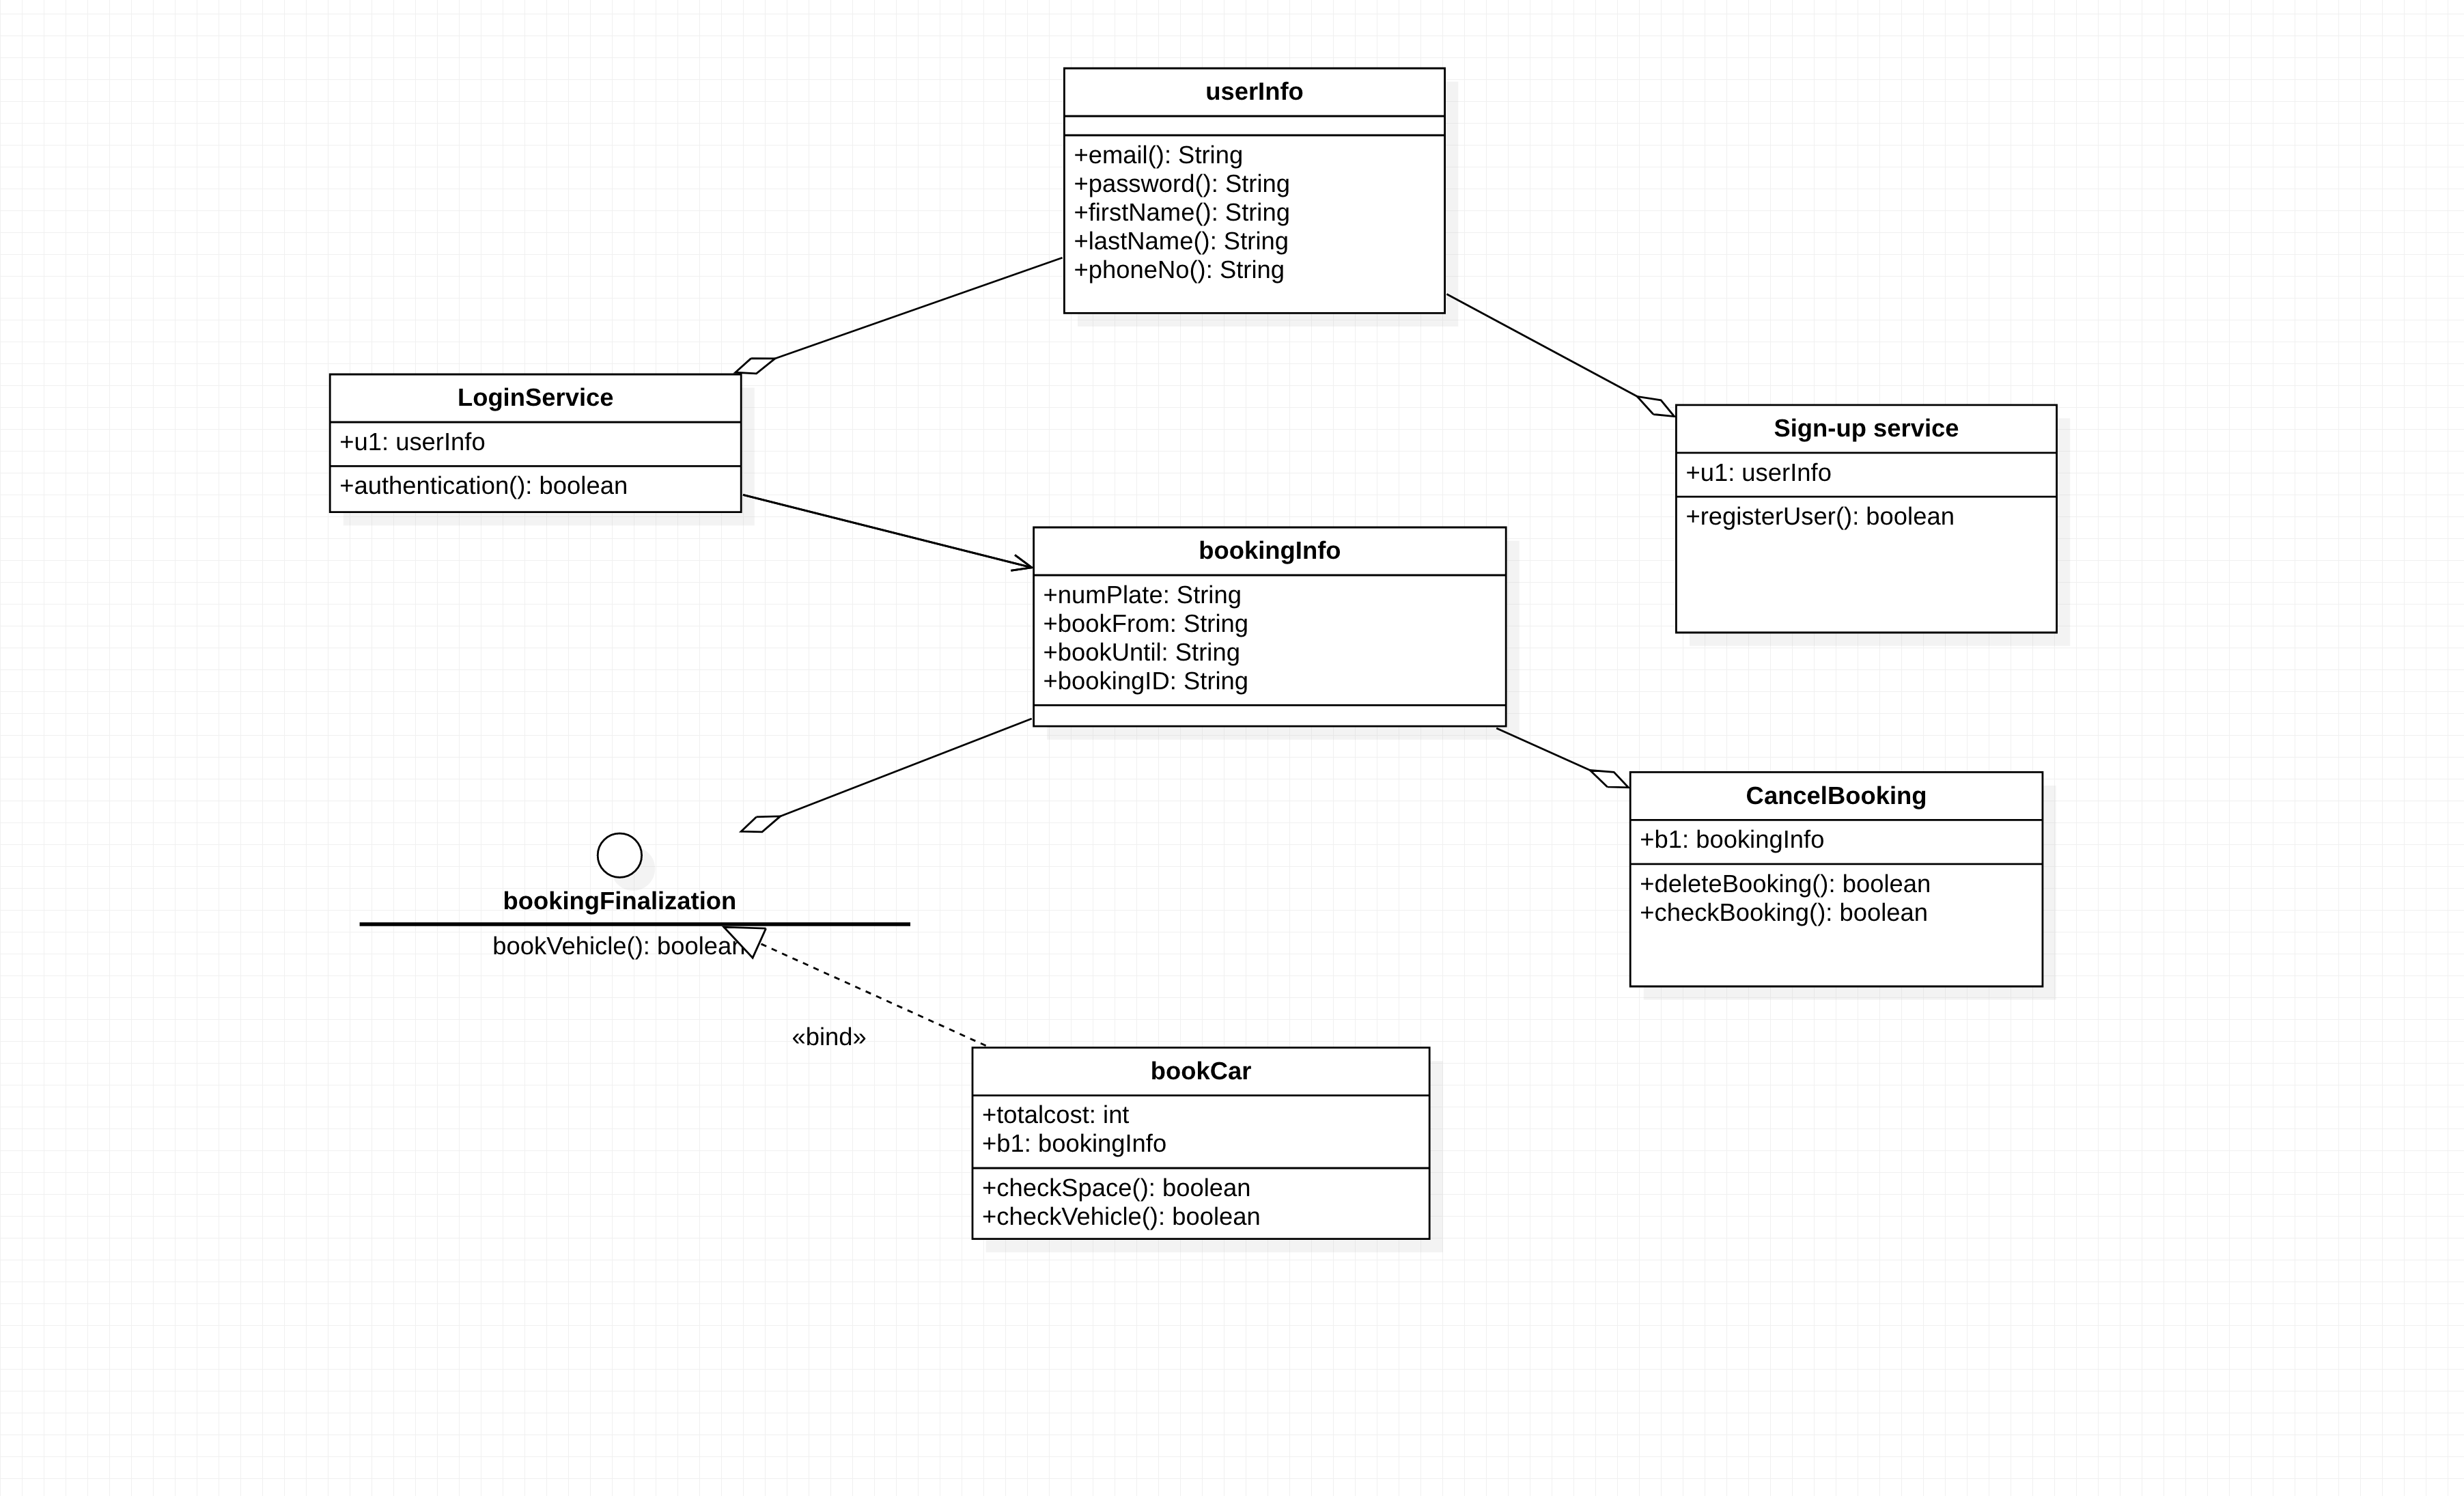 userInfo
+email(): String
+password(): String
+firstName(): String
+lastName(): String
+phoneNo(): String
LoginService
+u1: userInfo
+authentication(): boolean
Sign-up service
+u1: userInfo
+registerUser(): boolean
bookingInfo
+numPlate: String
+bookFrom: String
+bookUntil: String
+bookingID: String
CancelBooking
+b1: bookingInfo
+deleteBooking(): boolean
+checkBooking(): boolean
bookingFinalization
bookVehicle(): boolean
«bind»
bookCar
+totalcost: int
+b1: bookingInfo
+checkSpace(): boolean
+checkVehicle(): boolean